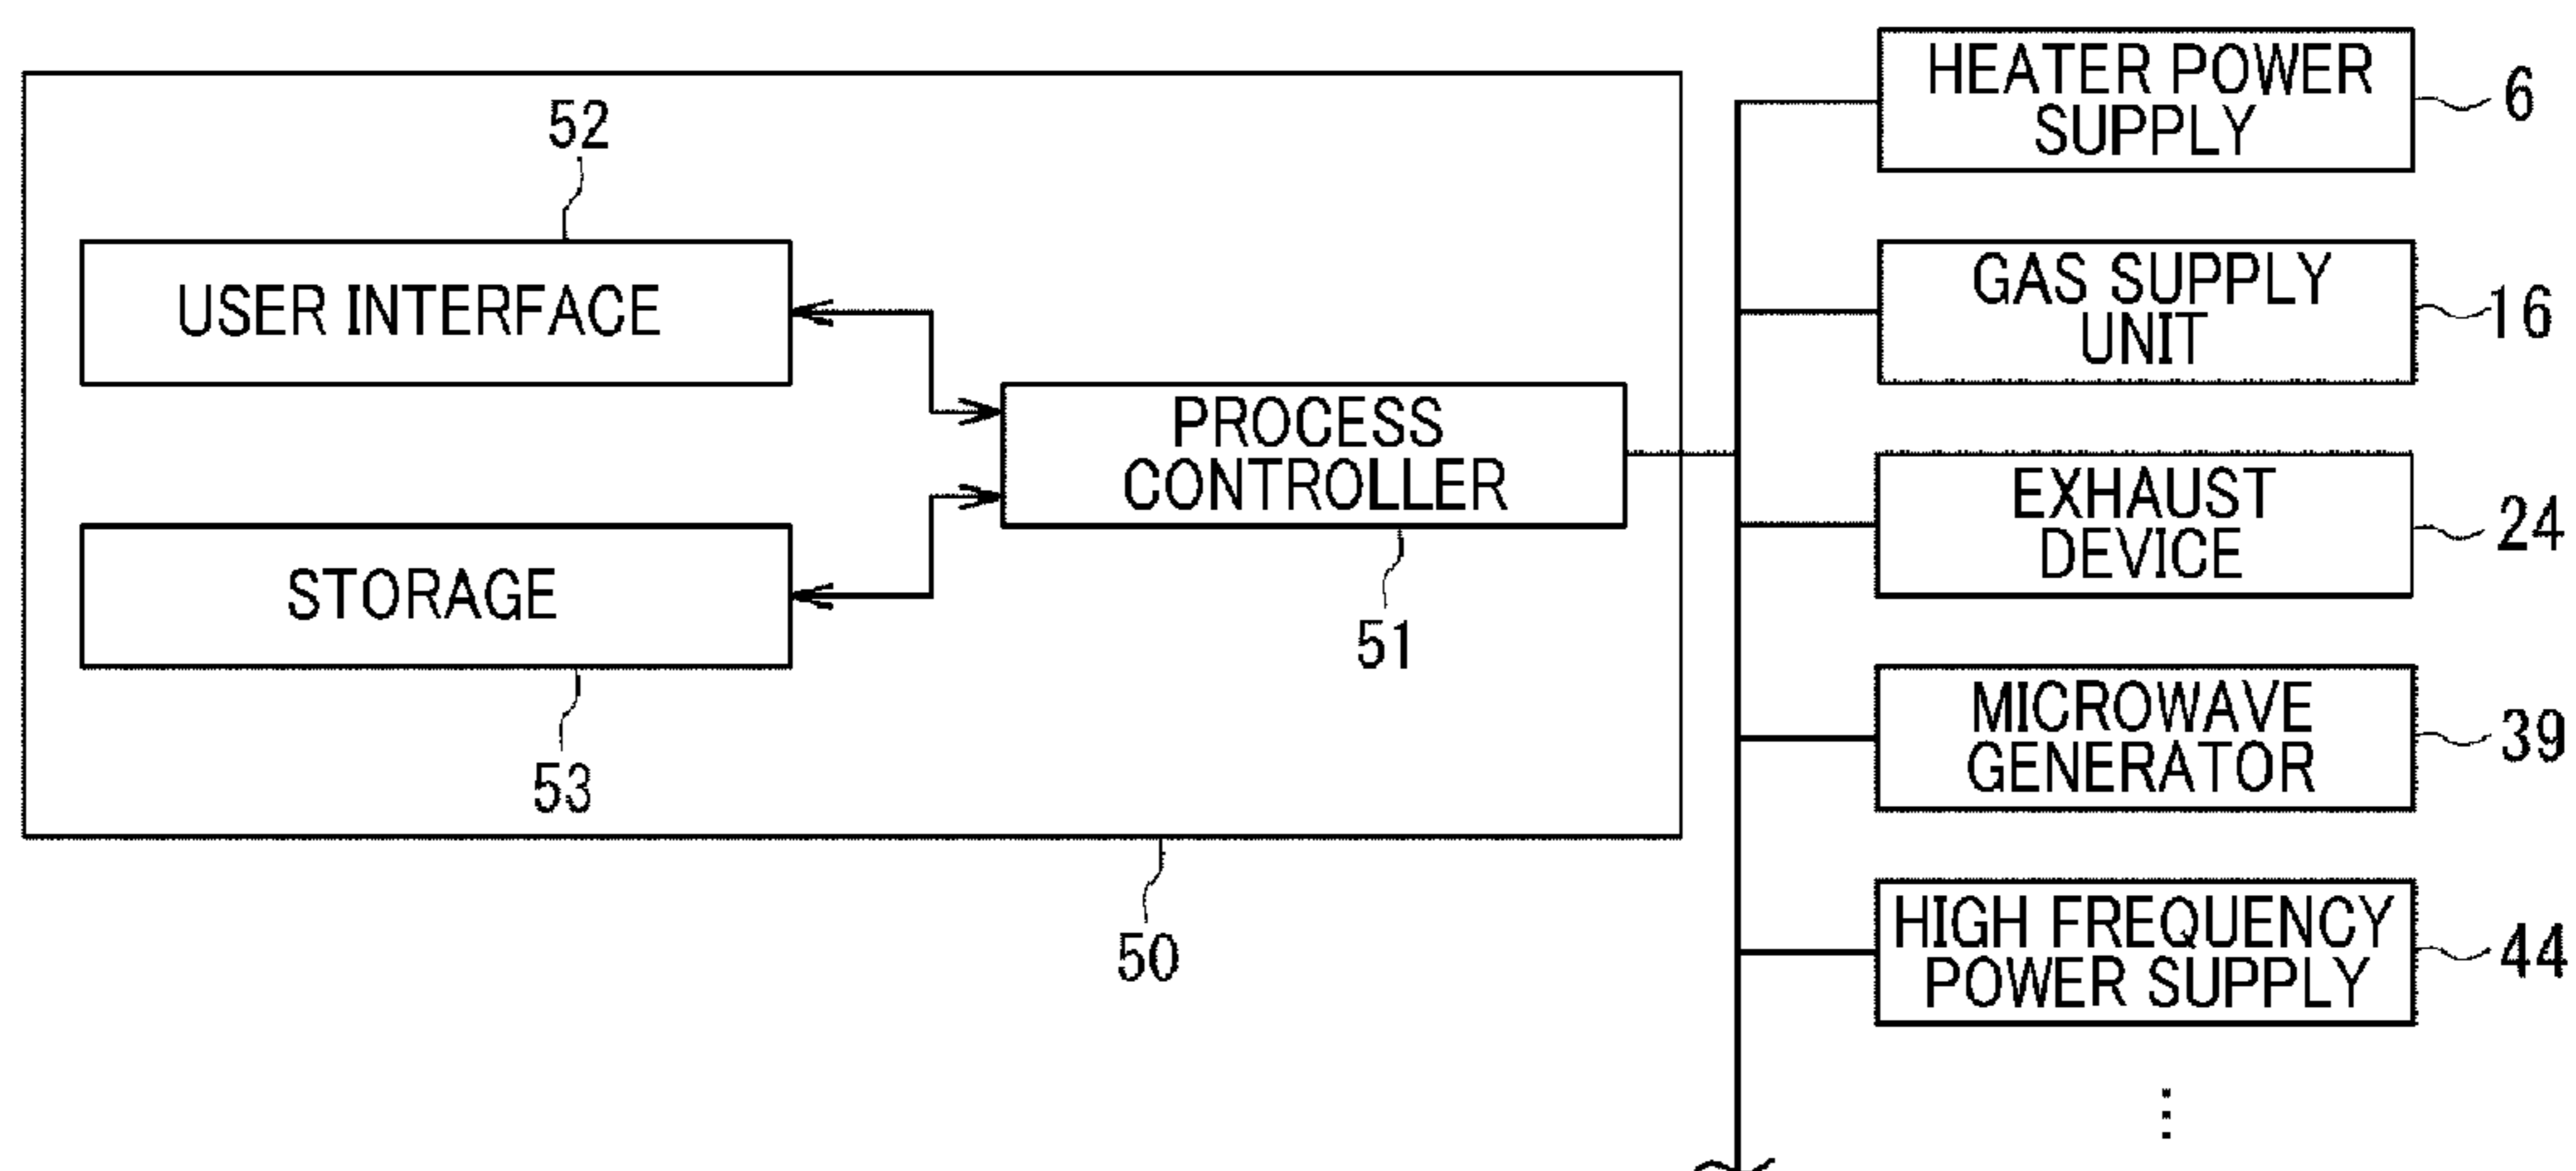 52
USER INTERFACE
PROCESS
CONTROLLER
51
STORAGE
53
50
HEATER POWER
SUPPLY
6
GAS SUPPLY
UNIT
16
EXHAUST
DEVICE
24
MICROWAVE
GENERATOR
39
HIGH FREQUENCY
POWER SUPPLY
44